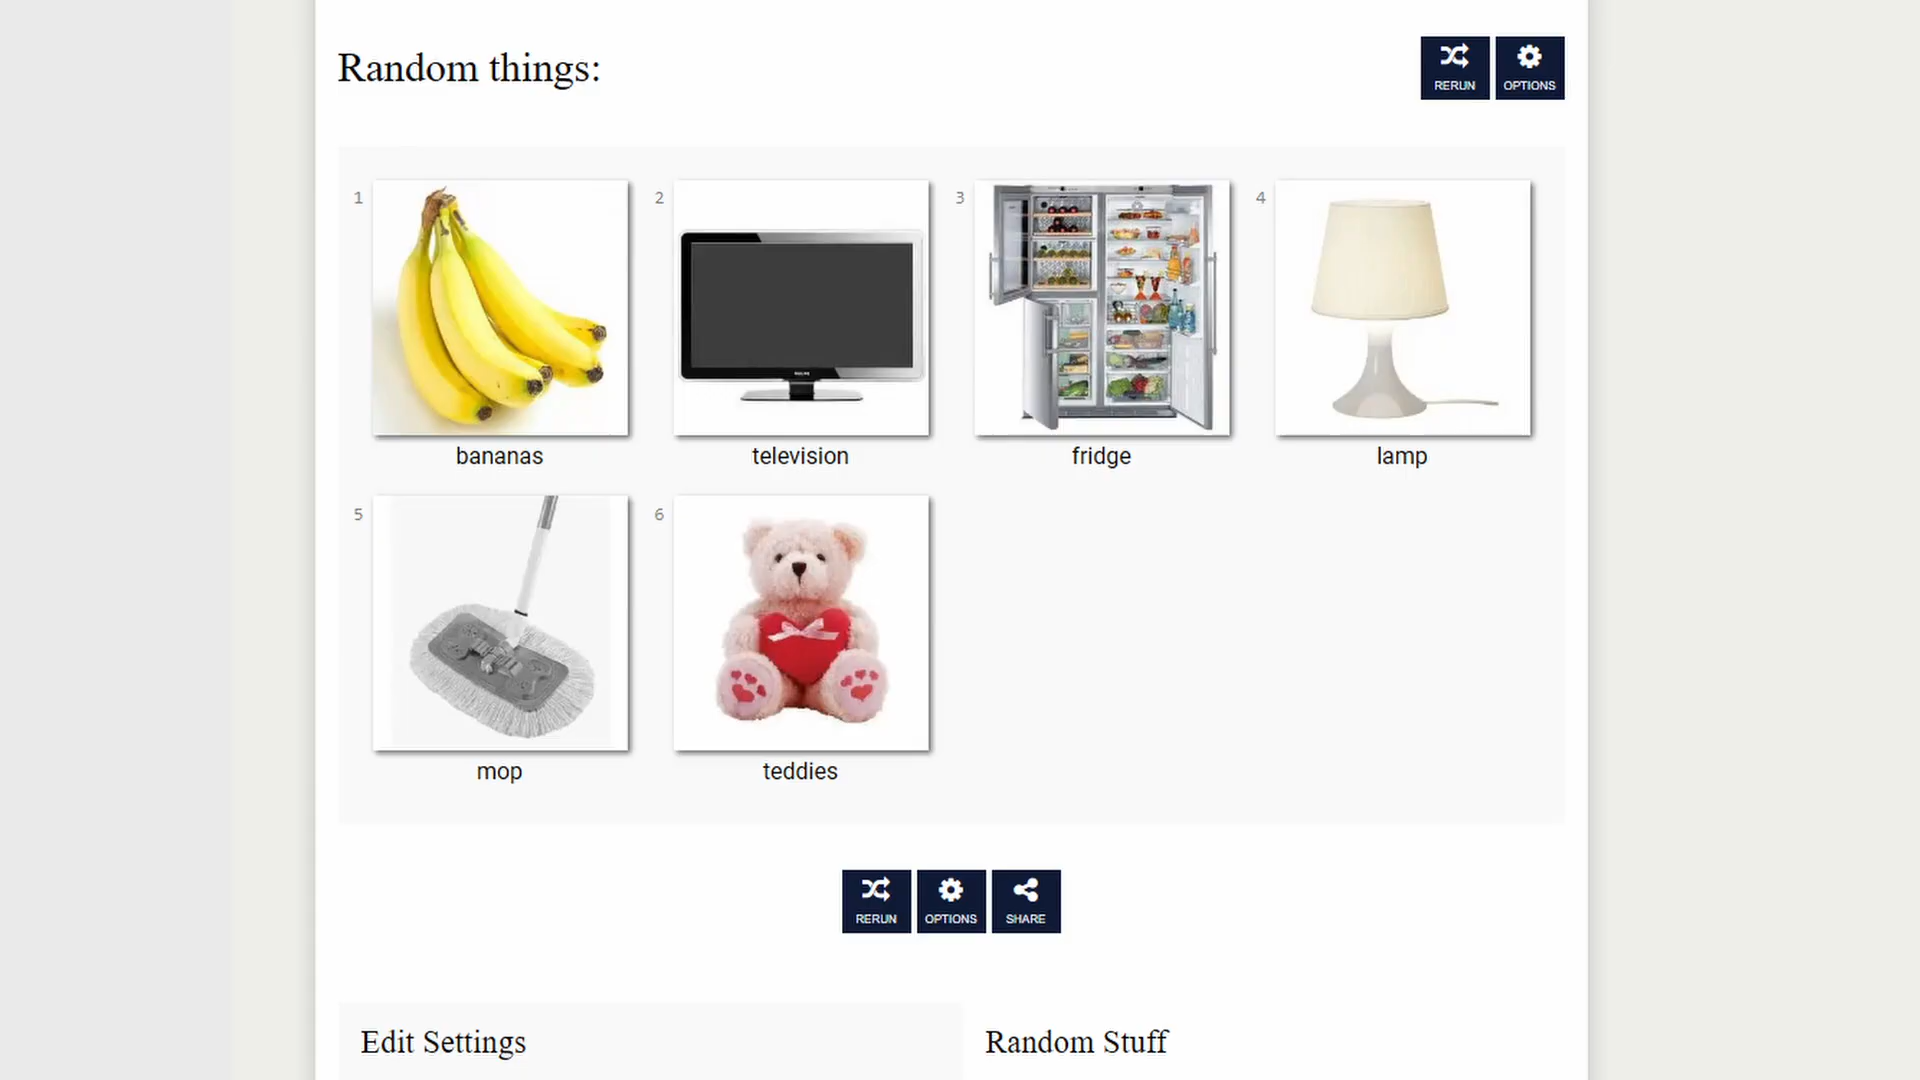 Random things:
RERUN
OPTIONS
1
2
3
4
bananas
television
fridge
lamp
5
6
mop
teddies
RERUN
OPTIONS
SHARE
Edit Settings
Random Stuff